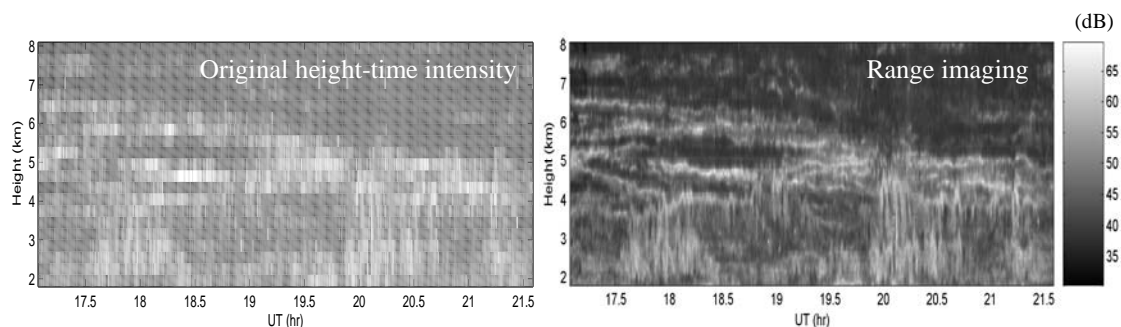 (dB)
Original height-time intensity
Range imaging
8
7
6
5
4
3
2
Height (km)
17.5 18 18.5 19 19.5 20 20.5 21 21.5
UT (hr)
8
7
6
5
4
3
2
Height (km)
17.5 18 18.5 19 19.5 20 20.5 21 21.5
UT (hr)
65
60
55
50
45
40
35